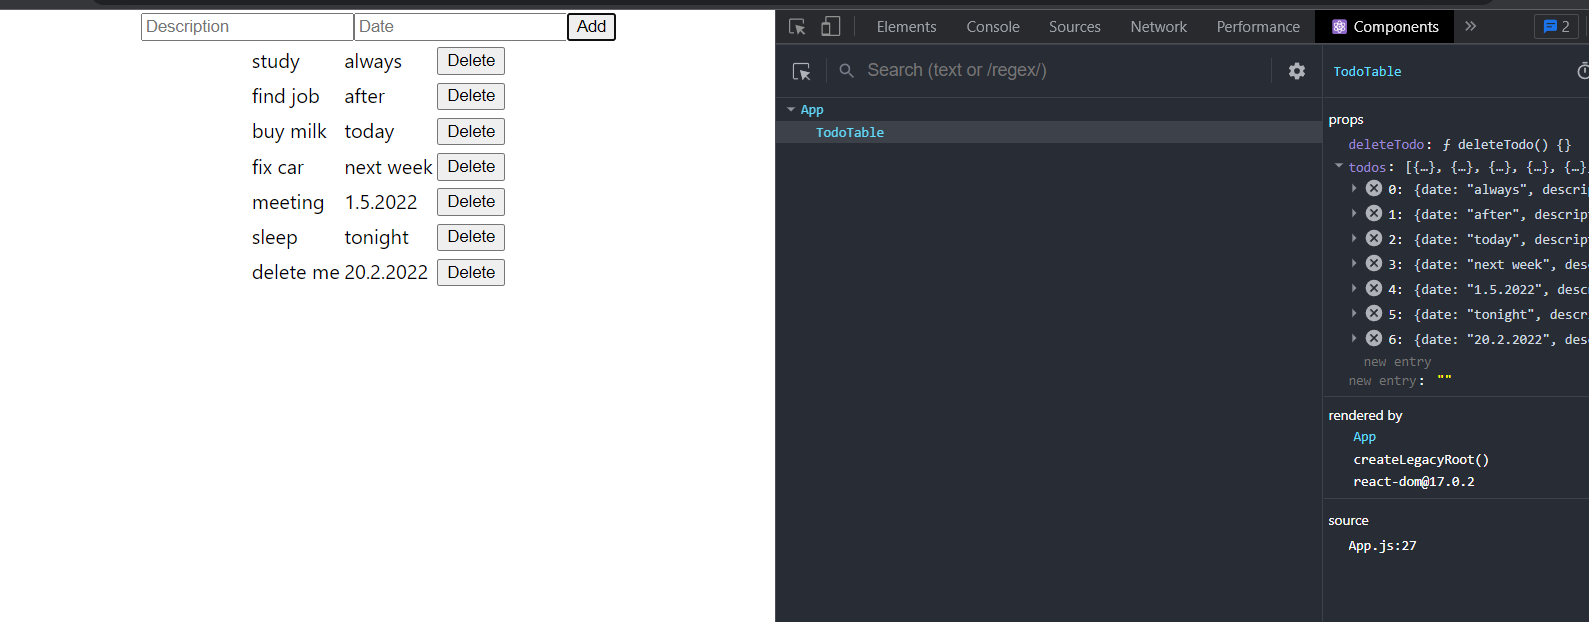 Description Date Add
study always Delete
find job after Delete
buy milk today Delete
fix car next week Delete
meeting 1.5.2022 Delete
sleep tonight Delete
delete me 20.2.2022 Delete
Elements Console Sources Network Performance Components » 2
Search (text or /regex/)
App
TodoTable
TodoTable
props
deleteTodo: ƒ deleteTodo() {}
todos: [{…}, {…}, {…}, {…}, {…},
0: {date: "always", descri
1: {date: "after", descript
2: {date: "today", descript
3: {date: "next week", des
4: {date: "1.5.2022", desc
5: {date: "tonight", descr
6: {date: "20.2.2022", des
new entry
new entry: ""
rendered by
App
createLegacyRoot()
react-dom@17.0.2
source
App.js:27